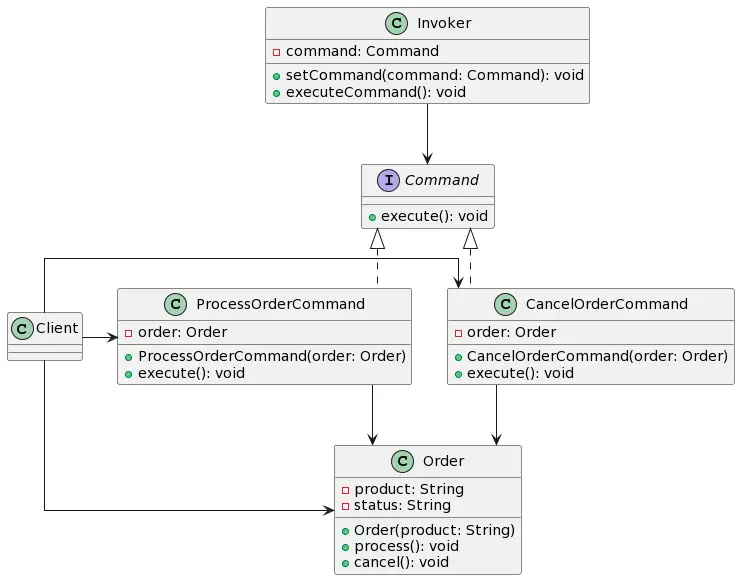 C Invoker
command: Command
setCommand(command: Command): void
executeCommand(): void
I Command
execute(): void
C Client
C ProcessOrderCommand
order: Order
ProcessOrderCommand(order: Order)
execute(): void
C CancelOrderCommand
order: Order
CancelOrderCommand(order: Order)
execute(): void
C Order
product: String
status: String
Order(product: String)
process(): void
cancel(): void